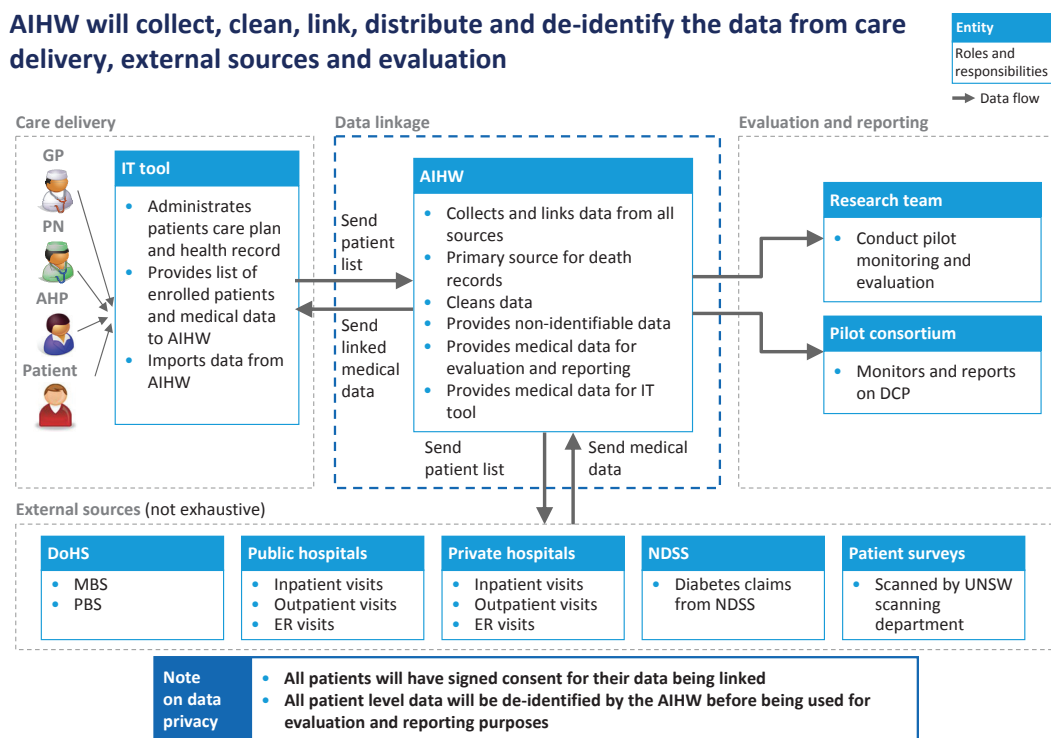 AIHW will collect, clean, link, distribute and de-identify the data from care
delivery, external sources and evaluation
Entity
Roles and
responsibilities
Data flow
Care delivery
GP
PN
AHP
Patient
IT tool
• Administrates
patients care plan
and health record
• Provides list of
enrolled patients
and medical data
to AIHW
• Imports data from
AIHW
Send
patient
list
Send
linked
medical
data
Data linkage
AIHW
• Collects and links data from all
sources
• Primary source for death
records
• Cleans data
• Provides non-identifiable data
• Provides medical data for
evaluation and reporting
• Provides medical data for IT
tool
Send
patient list
Send medical
data
Evaluation and reporting
Research team
• Conduct pilot
monitoring and
evaluation
Pilot consortium
• Monitors and reports
on DCP
External sources (not exhaustive)
DoHS
• MBS
• PBS
Public hospitals
• Inpatient visits
• Outpatient visits
• ER visits
Private hospitals
• Inpatient visits
• Outpatient visits
• ER visits
NDSS
• Diabetes claims
from NDSS
Patient surveys
• Scanned by UNSW
scanning
department
Note
on data
privacy
• All patients will have signed consent for their data being linked
• All patient level data will be de-identified by the AIHW before being used for
evaluation and reporting purposes